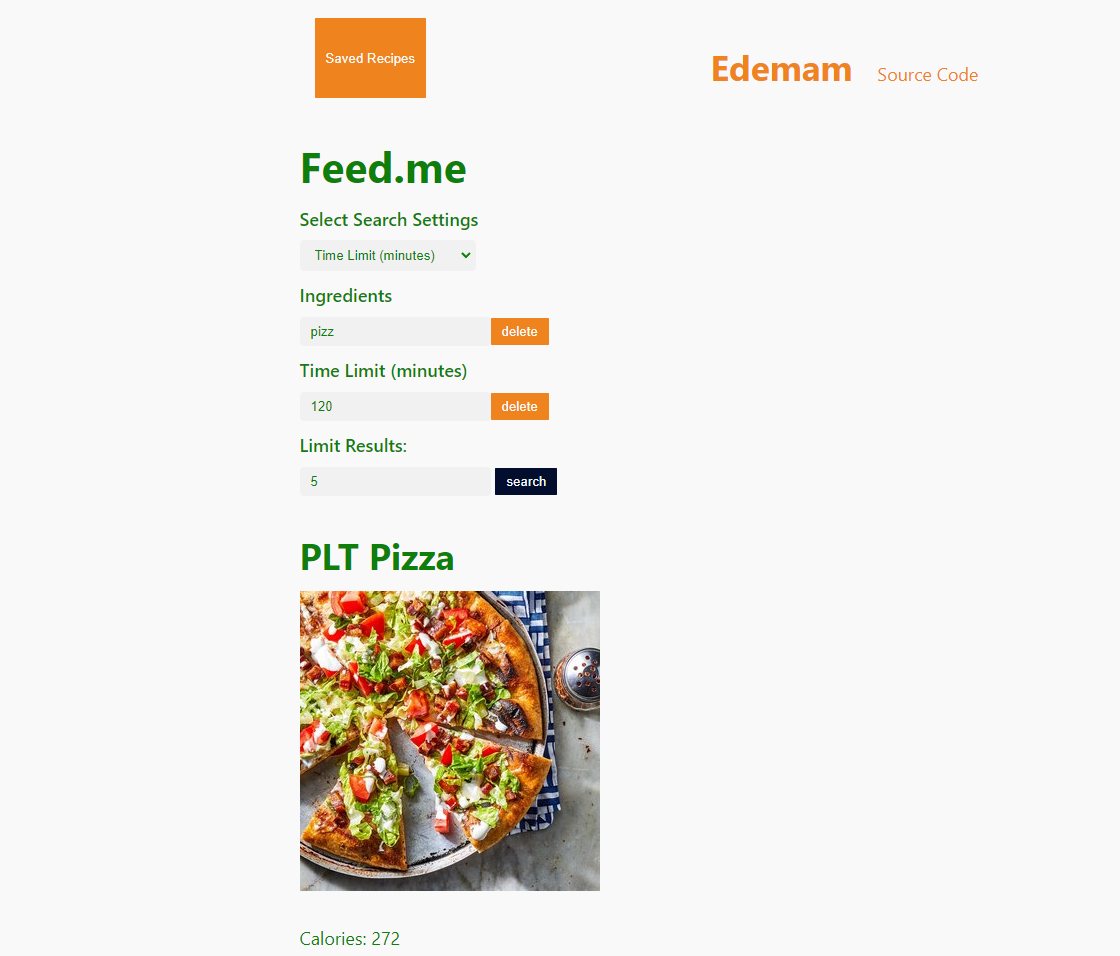 Saved Recipes
Edemam
Source Code
Feed.me
Select Search Settings
Time Limit (minutes)
Ingredients
pizz
delete
Time Limit (minutes)
120
delete
Limit Results:
5
search
PLT Pizza
Calories: 272